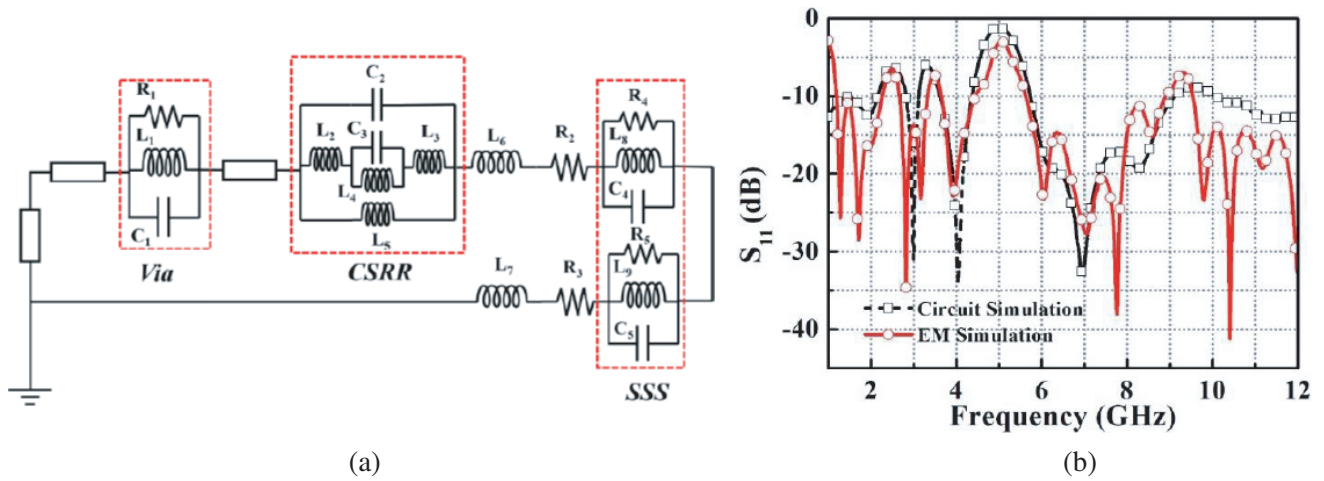 R₁
L₁
C₁
Via
C₂
L₂
C₃
L₃
L₄
L₅
CSRR
L₆
R₂
R₄
L₈
C₄
R₅
L₉
C₅
SSS
L₇
R₃
(a)
0
-10
-20
-30
-40
S₁₁ (dB)
Circuit Simulation
EM Simulation
2 4 6 8 10 12
Frequency (GHz)
(b)